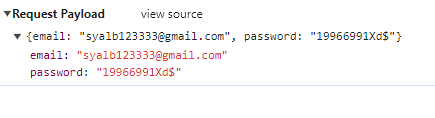 Request Payload view source
{email: "syalb123333@gmail.com", password: "19966991Xd$"}
email: "syalb123333@gmail.com"
password: "19966991Xd$"